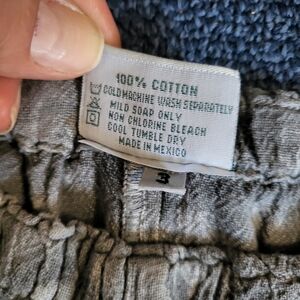 100% COTTON
COLD MACHINE WASH SEPARATELY
MILD SOAP ONLY
NON CHLORINE BLEACH
COOL TUMBLE DRY
MADE IN MEXICO
3